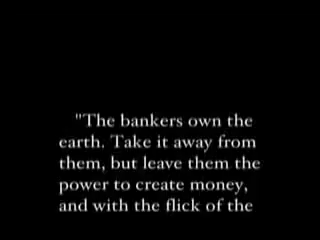 "The bankers own the
earth. Take it away from
them, but leave them the
power to create money,
and with the flick of the